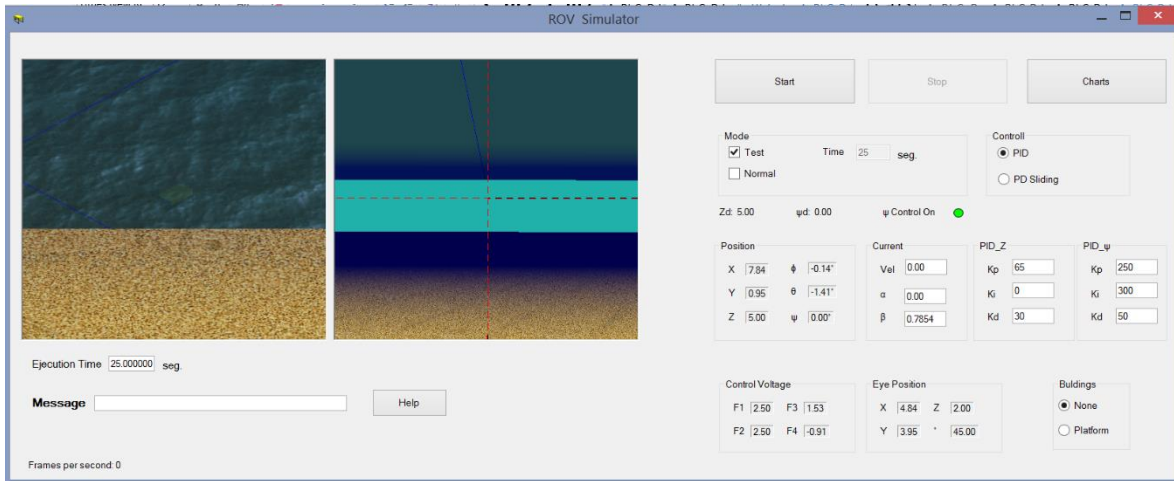 ROV Simulator
Start
Stop
Charts
Mode
Test
Time 25 seg.
Normal
Controll
PID
PD Sliding
Zd: 5.00 ψd: 0.00 ψ Control On
Position
X 7.84 ϕ -0.14°
Y 0.95 θ -1.41°
Z 5.00 ψ 0.00°
Current
Vel 0.00
α 0.00
β 0.7854
PID_Z
Kp 65
Ki 0
Kd 30
PID_ψ
Kp 250
Ki 300
Kd 50
Ejecution Time 25.000000 seg.
Message
Help
Control Voltage
F1 2.50 F3 1.53
F2 2.50 F4 -0.91
Eye Position
X 4.84 Z 2.00
Y 3.95 ° 45.00
Buldings
None
Platform
Frames per second: 0